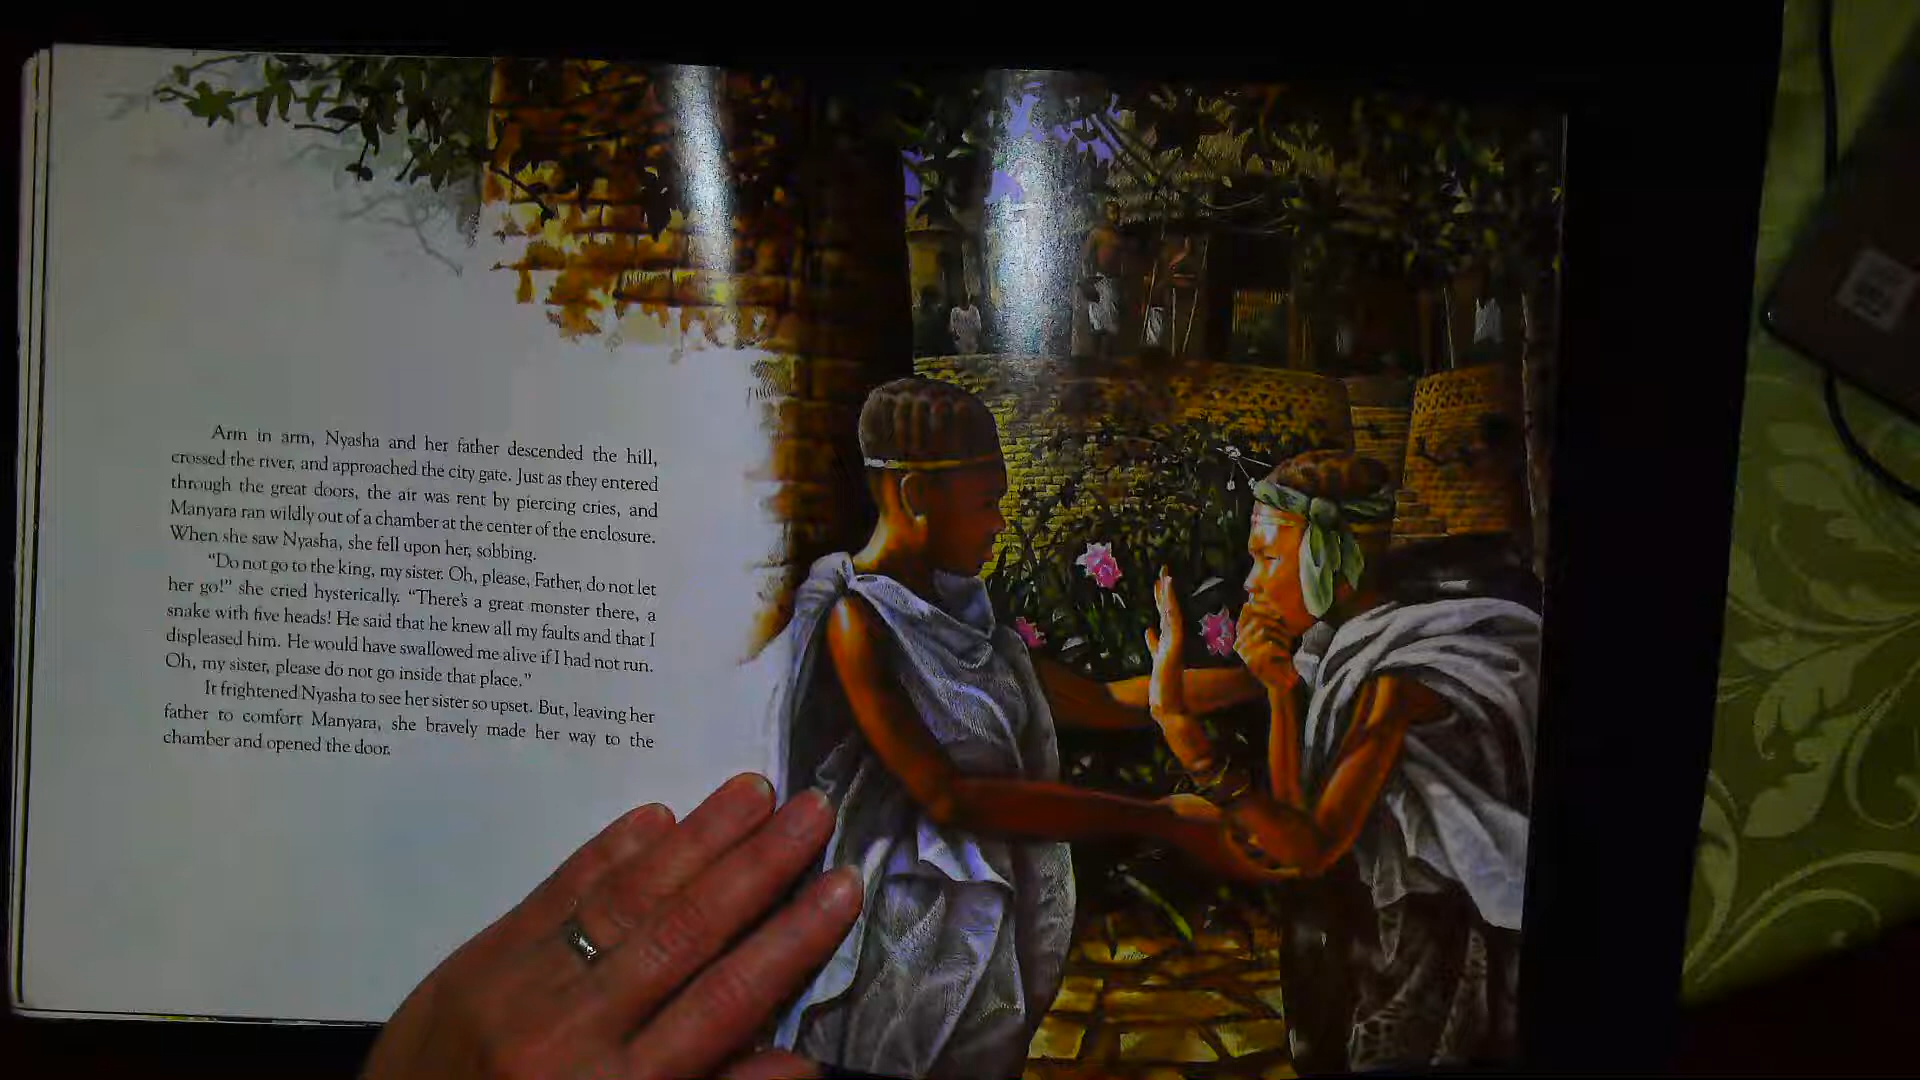 Arm in arm, Nyasha and her father descended the hill,
crossed the river, and approached the city gate. Just as they entered
through the great doors, the air was rent by piercing cries, and
Manyara ran wildly out of a chamber at the center of the enclosure.
When she saw Nyasha, she fell upon her, sobbing.
“Do not go to the king, my sister. Oh, please, Father, do not let
her go!” she cried hysterically. “There’s a great monster there, a
snake with five heads! He said that he knew all my faults and that I
displeased him. He would have swallowed me alive if I had not run.
Oh, my sister, please do not go inside that place.”
It frightened Nyasha to see her sister so upset. But, leaving her
father to comfort Manyara, she bravely made her way to the
chamber and opened the door.